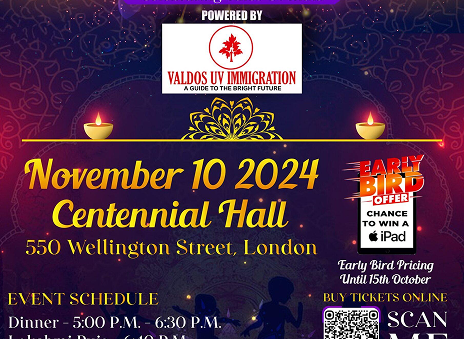 POWERED BY
VALDOS UV IMMIGRATION
A GUIDE TO THE BRIGHT FUTURE
November 10 2024
Centennial Hall
550 Wellington Street, London
EARLY
BIRD
OFFER
CHANCE
TO WIN A
iPad
Early Bird Pricing
Until 15th October
EVENT SCHEDULE
Dinner - 5:00 P.M. - 6:30 P.M.
BUY TICKETS ONLINE
SCAN
ME